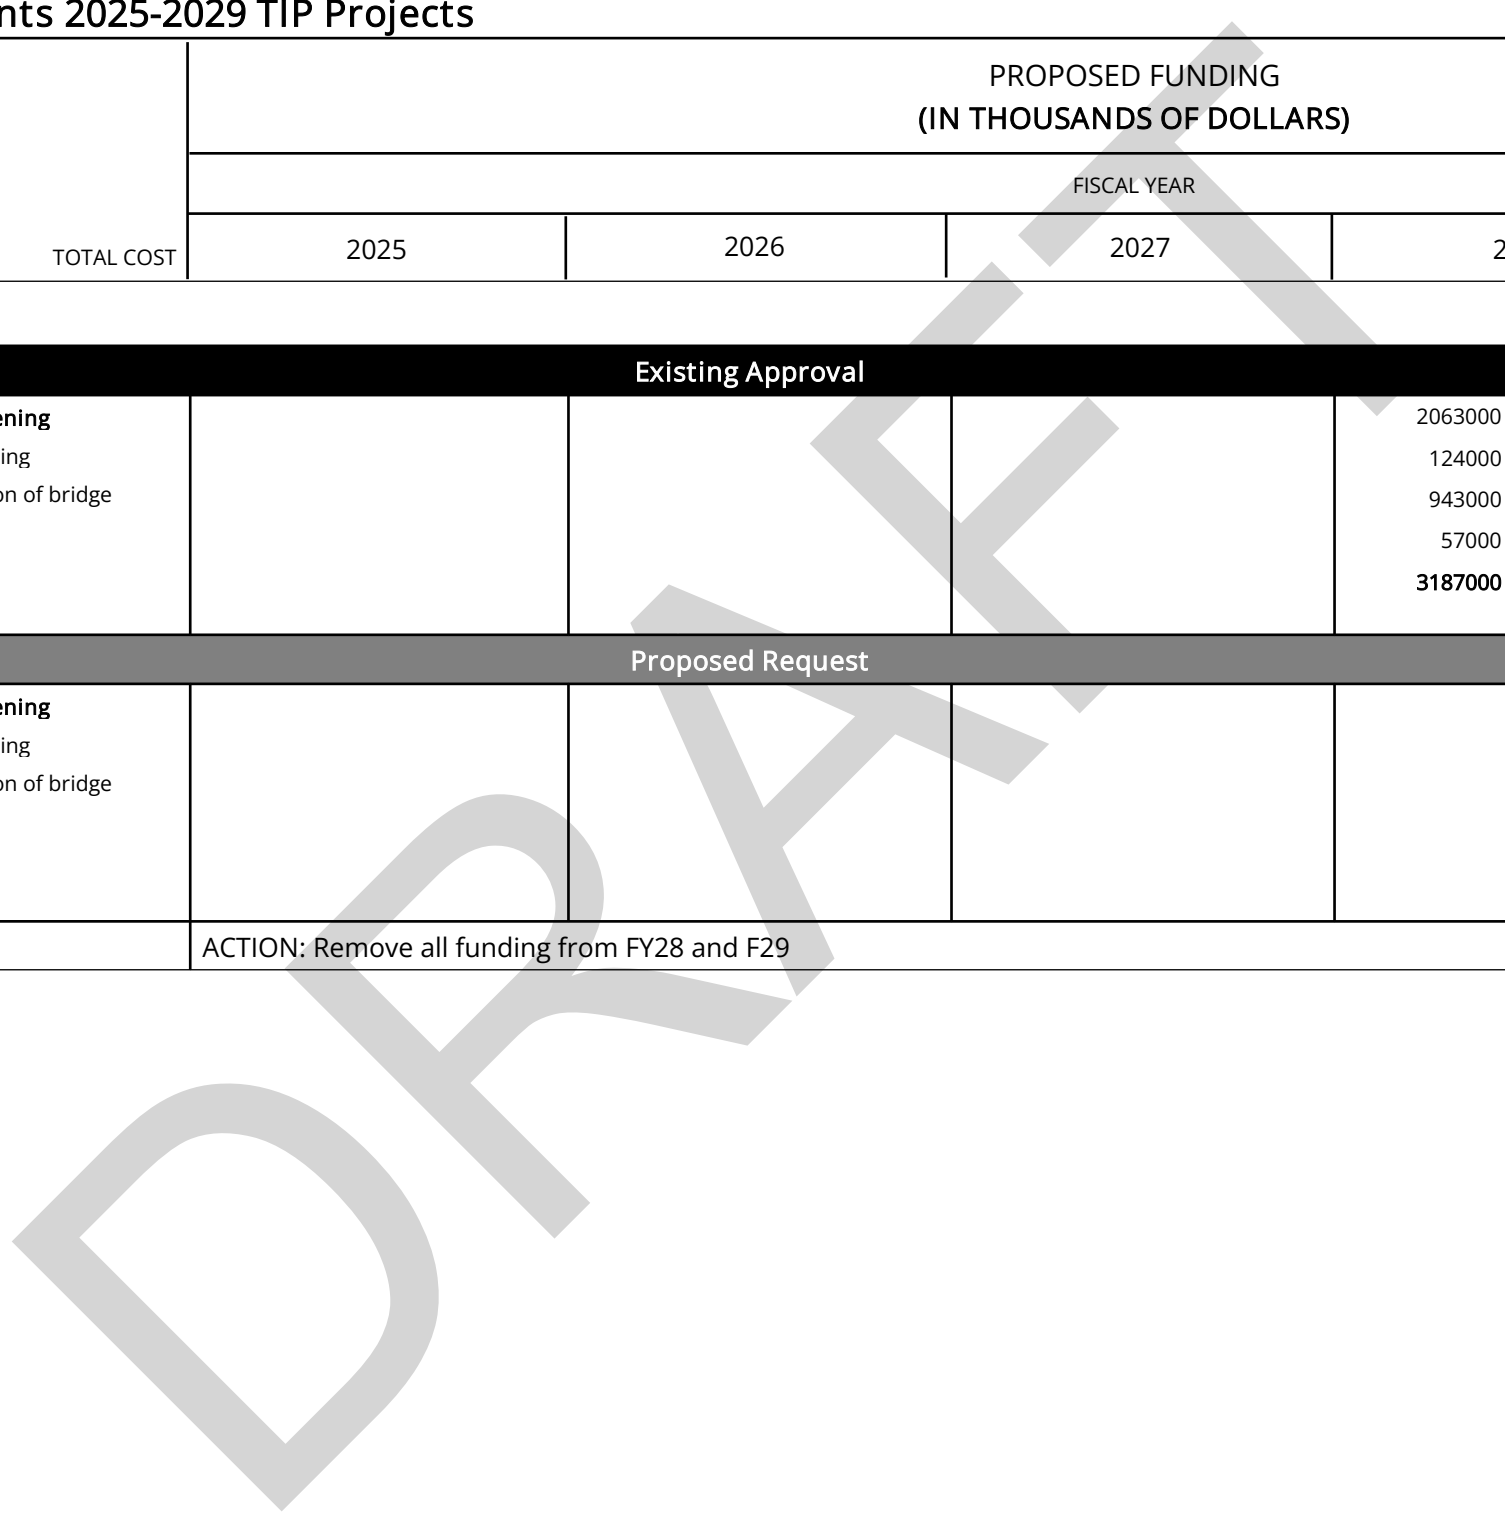 nts 2025-2029 TIP Projects
PROPOSED FUNDING
(IN THOUSANDS OF DOLLARS)
FISCAL YEAR
TOTAL COST 2025 2026 2027 2
Existing Approval
ening 2063000
ing 124000
on of bridge 943000
57000
3187000
Proposed Request
ening
ing
on of bridge
ACTION: Remove all funding from FY28 and F29
DRAFT